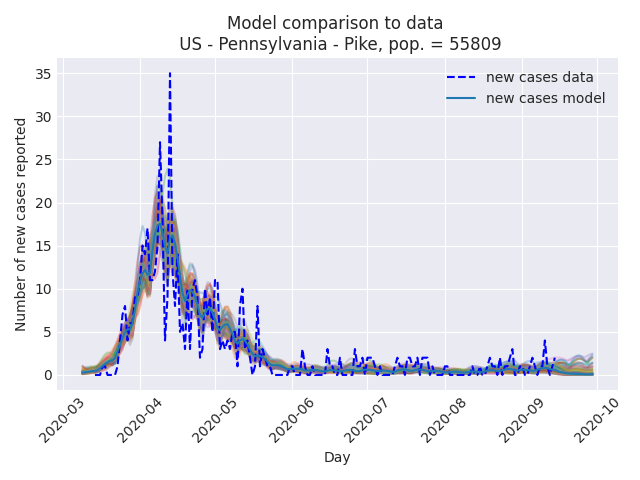 Model comparison to data
US - Pennsylvania - Pike, pop. = 55809
new cases data
new cases model
Number of new cases reported
35
30
25
20
15
10
5
0
2020-03
2020-04
2020-05
2020-06
2020-07
2020-08
2020-09
2020-10
Day